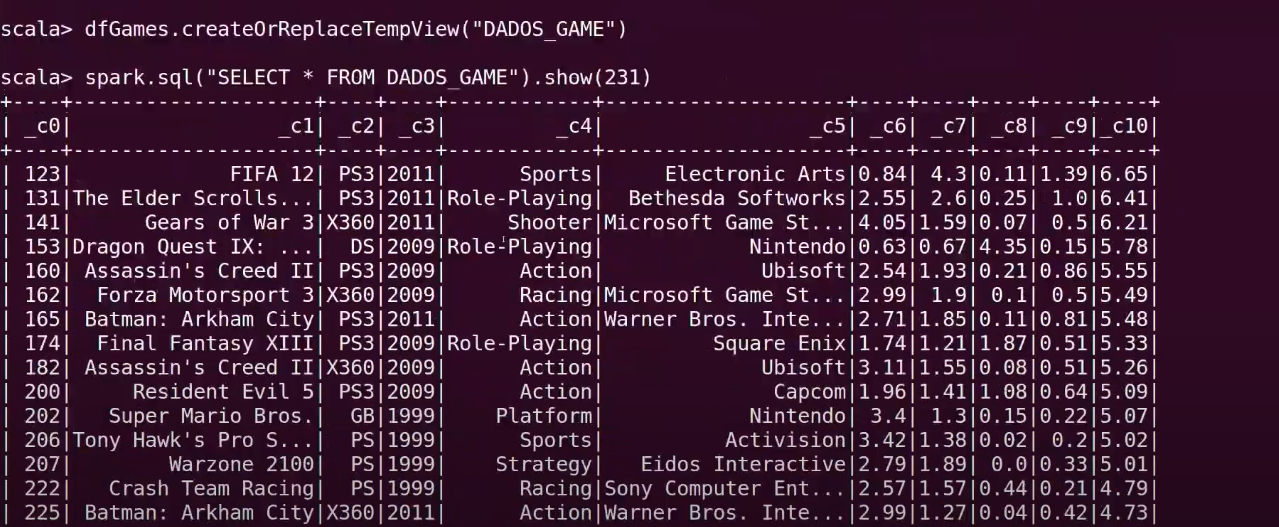 scala> dfGames.createOrReplaceTempView("DADOS_GAME")
scala> spark.sql("SELECT * FROM DADOS_GAME").show(231)
+----+--------------------+----+----+------------+--------------------+----+----+----+----+----+
| _c0|                 _c1| _c2| _c3|         _c4|                 _c5| _c6| _c7| _c8| _c9|_c10|
+----+--------------------+----+----+------------+--------------------+----+----+----+----+----+
| 123|             FIFA 12| PS3|2011|      Sports|     Electronic Arts|0.84| 4.3|0.11|1.39|6.65|
| 131|The Elder Scrolls...| PS3|2011|Role-Playing|  Bethesda Softworks|2.55| 2.6|0.25| 1.0|6.41|
| 141|      Gears of War 3|X360|2011|     Shooter|Microsoft Game St...|4.05|1.59|0.07| 0.5|6.21|
| 153|Dragon Quest IX: ...|  DS|2009|Role-Playing|            Nintendo|0.63|0.67|4.35|0.15|5.78|
| 160| Assassin's Creed II| PS3|2009|      Action|             Ubisoft|2.54|1.93|0.21|0.86|5.55|
| 162|  Forza Motorsport 3|X360|2009|      Racing|Microsoft Game St...|2.99| 1.9| 0.1| 0.5|5.49|
| 165| Batman: Arkham City| PS3|2011|      Action|Warner Bros. Inte...|2.71|1.85|0.11|0.81|5.48|
| 174|  Final Fantasy XIII| PS3|2009|Role-Playing|         Square Enix|1.74|1.21|1.87|0.51|5.33|
| 182| Assassin's Creed II|X360|2009|      Action|             Ubisoft|3.11|1.55|0.08|0.51|5.26|
| 200|     Resident Evil 5| PS3|2009|      Action|              Capcom|1.96|1.41|1.08|0.64|5.09|
| 202|   Super Mario Bros.|  GB|1999|    Platform|            Nintendo| 3.4| 1.3|0.15|0.22|5.07|
| 206|Tony Hawk's Pro S...|  PS|1999|      Sports|          Activision|3.42|1.38|0.02| 0.2|5.02|
| 207|        Warzone 2100|  PS|1999|    Strategy|   Eidos Interactive|2.79|1.89| 0.0|0.33|5.01|
| 222|   Crash Team Racing|  PS|1999|      Racing|Sony Computer Ent...|2.57|1.57|0.44|0.21|4.79|
| 225| Batman: Arkham City|X360|2011|      Action|Warner Bros. Inte...|2.99|1.27|0.04|0.42|4.73|